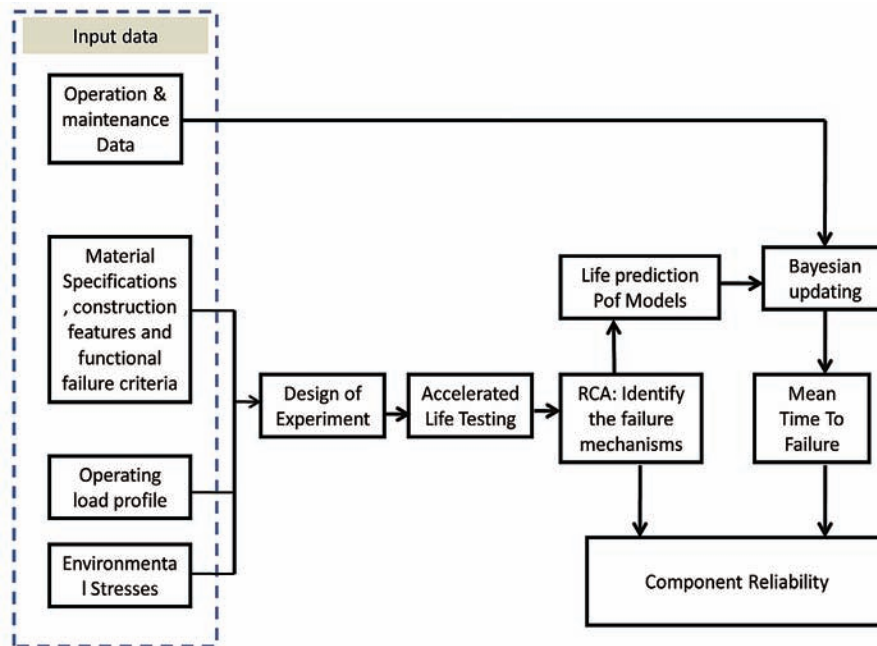 Input data
Operation &
maintenance
Data
Material
Specifications
, construction
features and
functional
failure criteria
Operating
load profile
Environmenta
l Stresses
Design of
Experiment
Accelerated
Life Testing
RCA: Identify
the failure
mechanisms
Life prediction
Pof Models
Bayesian
updating
Mean
Time To
Failure
Component Reliability